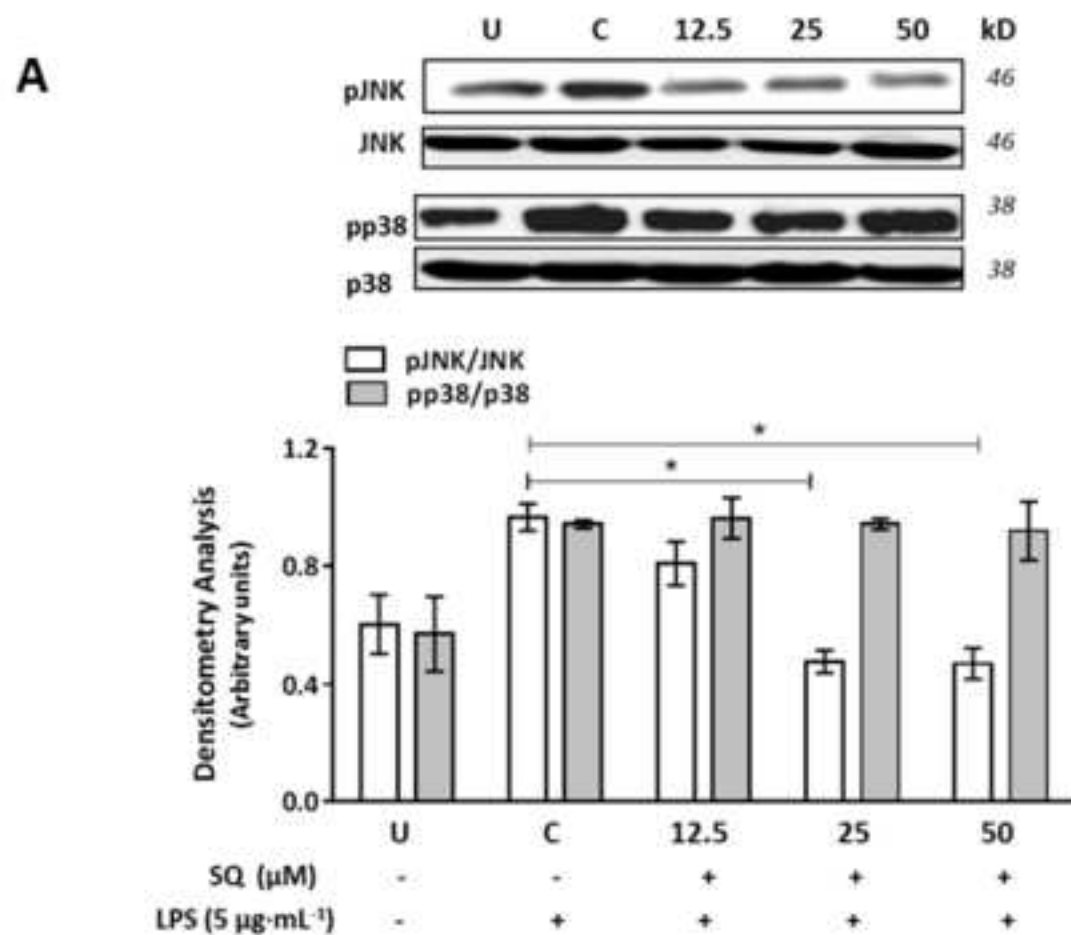 A
U C 12.5 25 50 kD
pJNK 46
JNK 46
pp38 38
p38 38
pJNK/JNK
pp38/p38
Densitometry Analysis
(Arbitrary units)
1.2
0.8
0.4
0.0
*
*
U C 12.5 25 50
SQ (µM) - - + + +
LPS (5 µg·mL⁻¹) - + + + +